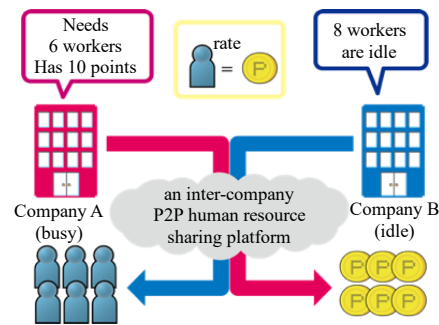 Needs
6 workers
Has 10 points
rate
=
P
8 workers
are idle
an inter-company
P2P human resource
sharing platform
Company A
(busy)
Company B
(idle)
P P P
P P P